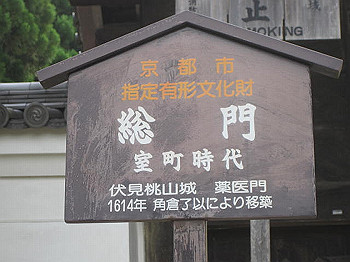 止
SMOKING
京都市
指定有形文化財
総門
室町時代
伏見桃山城 薬医門
1614年 角倉了以により移築